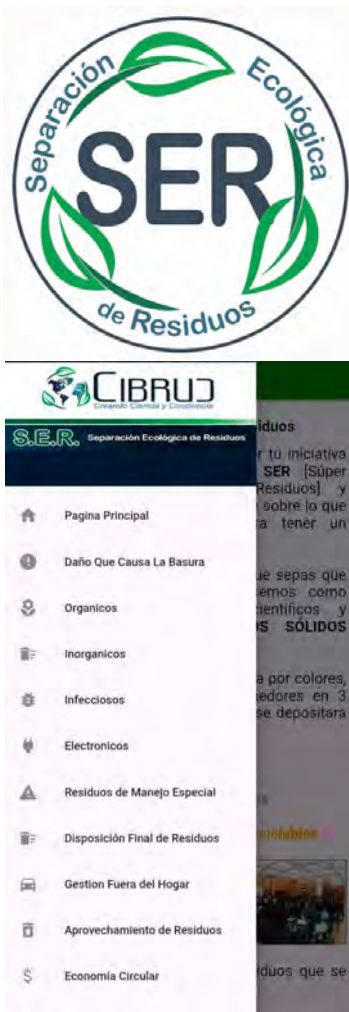 Separación
Ecológica
SER
de Residuos
CIBRUD
Creando Ciencia y Conciencia
S.E.R. Separación Ecológica de Residuos
Pagina Principal
Daño Que Causa La Basura
Organicos
Inorganicos
Infecciosos
Electronicos
Residuos de Manejo Especial
Disposición Final de Residuos
Gestion Fuera del Hogar
Aprovechamiento de Residuos
Economía Circular
iduos
r tu iniciativa
SER [Súper
Residuos] y
sobre lo que
a tener un
ue sepas que
emos como
ientíficos y
S SÓLIDOS
a por colores,
edores en 3
se depositara
iduos que se